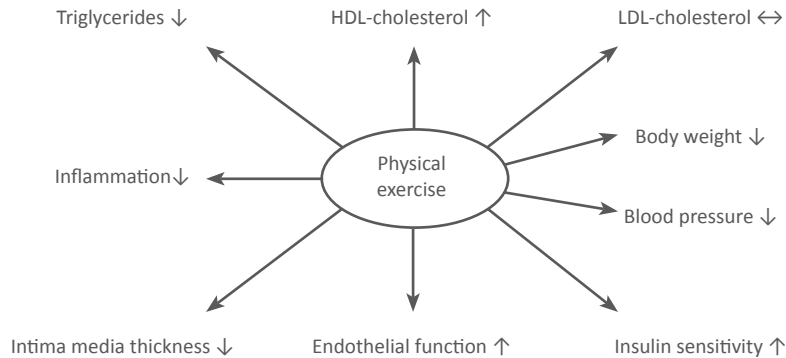 Triglycerides ↓
HDL-cholesterol ↑
LDL-cholesterol ↔
Body weight ↓
Physical
exercise
Inflammation↓
Blood pressure ↓
Intima media thickness ↓
Endothelial function ↑
Insulin sensitivity ↑